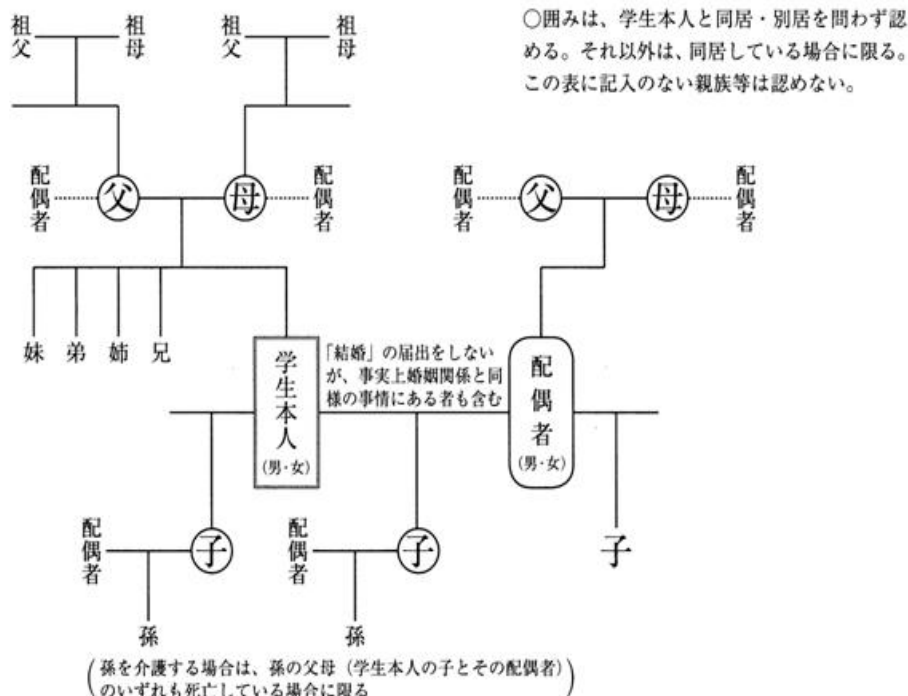 ○囲みは、学生本人と同居・別居を問わず認
める。それ以外は、同居している場合に限る。
この表に記入のない親族等は認めない。
祖父
祖母
祖父
祖母
配偶者
父
母
配偶者
配偶者
父
母
配偶者
妹
弟
姉
兄
学生本人
(男・女)
「結婚」の届出をしない
が、事実上婚姻関係と同
様の事情にある者も含む
配偶者
(男・女)
配偶者
子
配偶者
子
子
孫
孫
(孫を介護する場合は、孫の父母(学生本人の子とその配偶者)
のいずれも死亡している場合に限る)